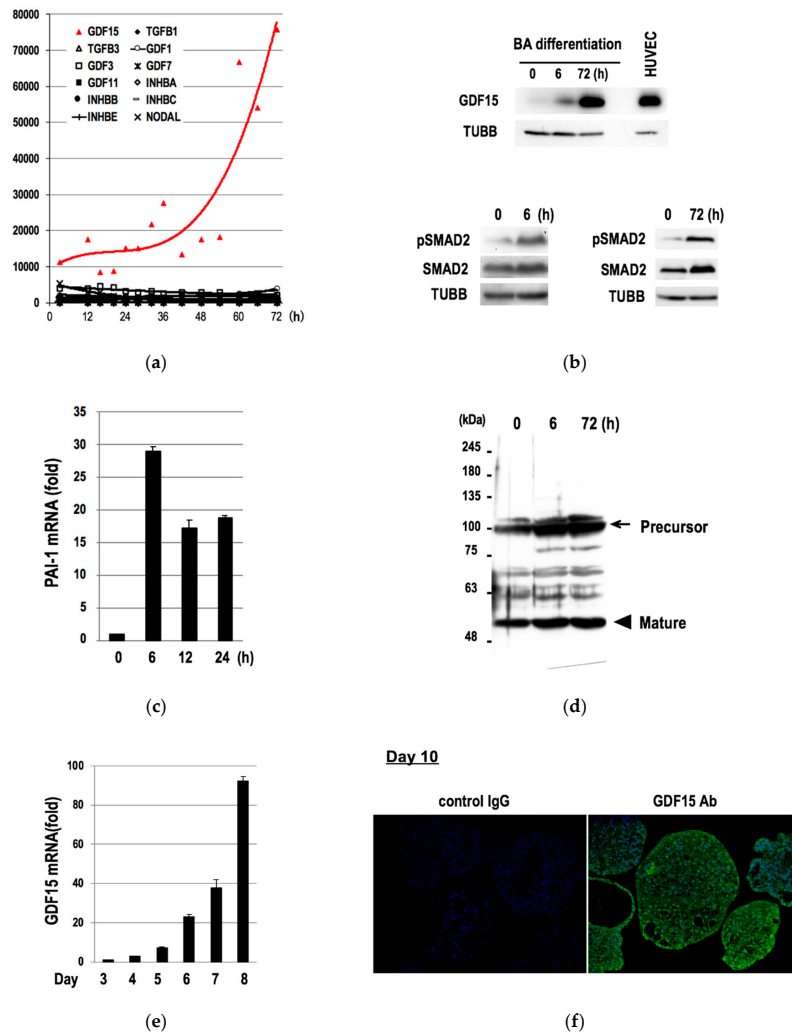 80000
70000
60000
50000
40000
30000
20000
10000
0
GDF15 TGFB1
TGFB3 GDF1
GDF3 GDF7
GDF11 INHBA
INHBB INHBC
INHBE NODAL
0 12 24 36 48 60 72 (h)
(a)
BA differentiation HUVEC
0 6 72 (h)
GDF15
TUBB
0 6 (h)
pSMAD2
SMAD2
TUBB
0 72 (h)
pSMAD2
SMAD2
TUBB
(b)
PAI-1 mRNA (fold)
35
30
25
20
15
10
5
0
0 6 12 24 (h)
(c)
(kDa) 0 6 72 (h)
245
180
135
100 Precursor
75
63
Mature
48
(d)
GDF15 mRNA(fold)
100
80
60
40
20
0
Day 3 4 5 6 7 8
(e)
Day 10
control IgG GDF15 Ab
(f)